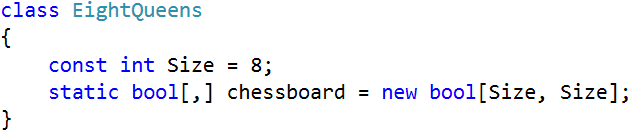 class EightQueens
{
    const int Size = 8;
    static bool[,] chessboard = new bool[Size, Size];
}